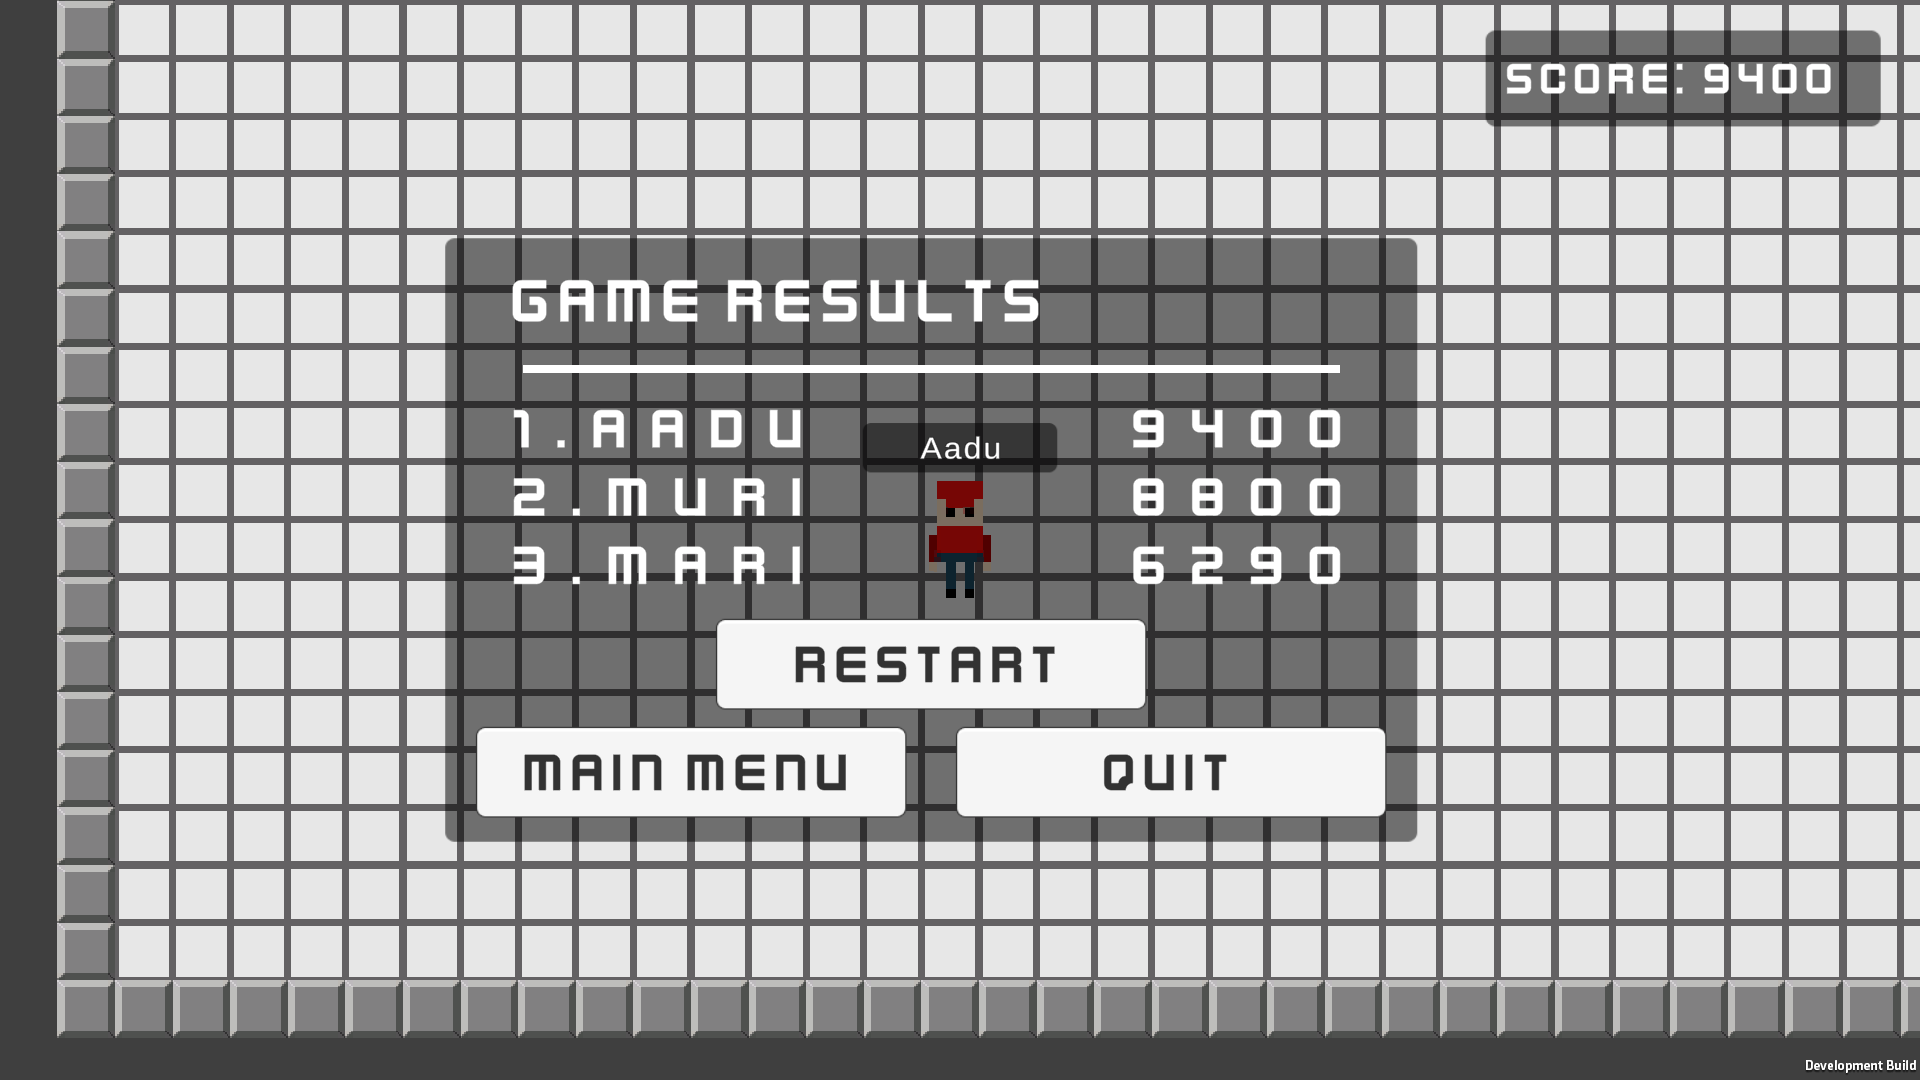 SCORE: 9400
GAME RESULTS
1.AADU 9400
Aadu
2.MURI 8800
3.MARI 6290
RESTART
MAIN MENU QUIT
Development Build